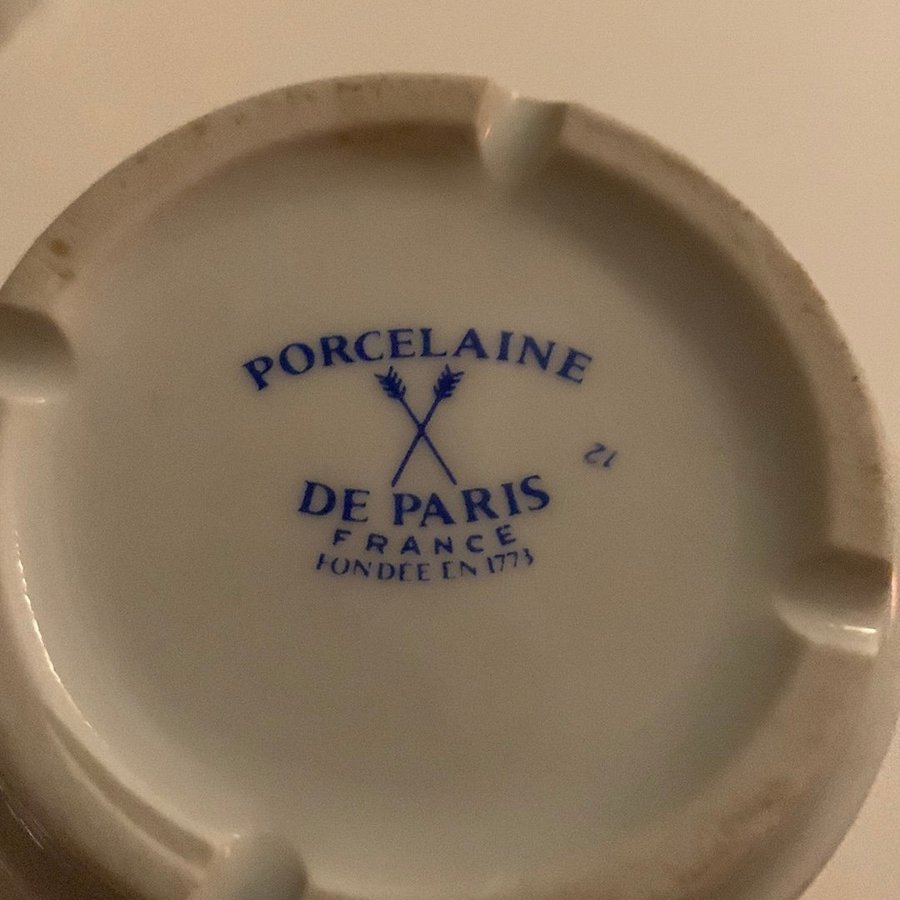 PORCELAINE
DE PARIS
FRANCE
FONDÉE EN 1773
12